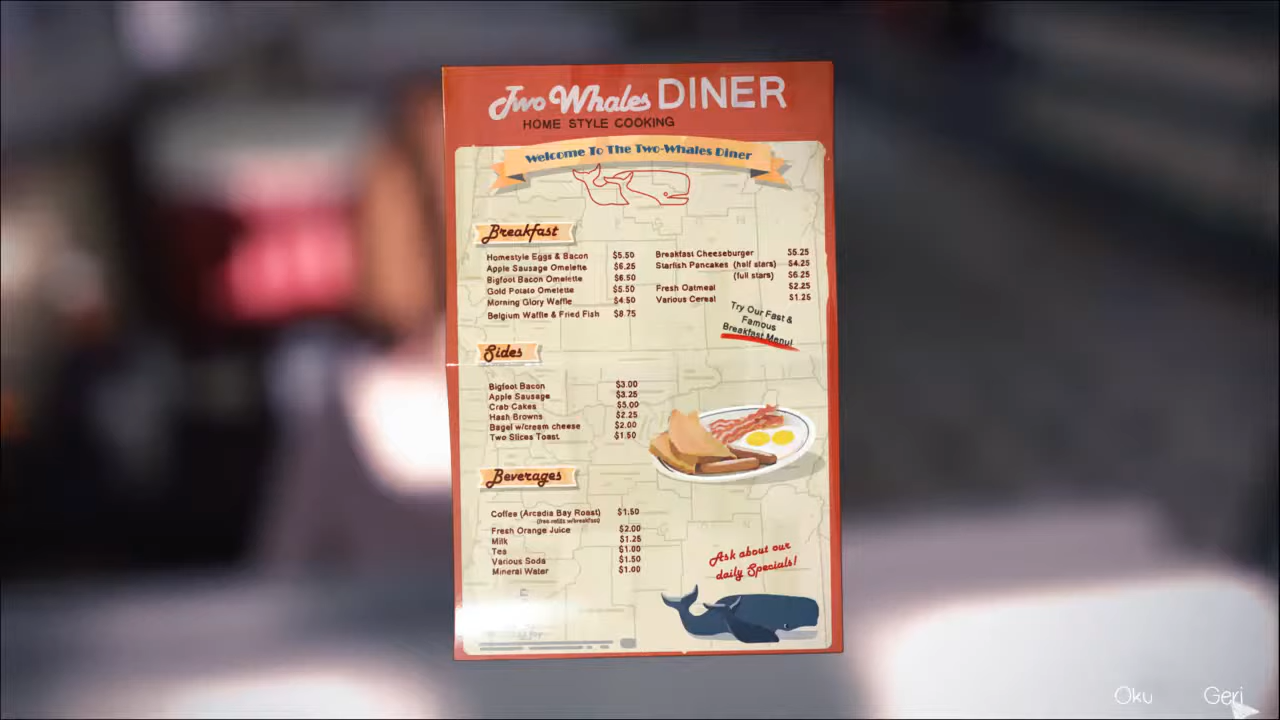 Two Whales DINER
HOME STYLE COOKING
Welcome To The Two-Whales Diner
Breakfast
Homestyle Eggs & Bacon $5.50
Apple Sausage Omelette $6.25
Bigfoot Bacon Omelette $6.50
Gold Potato Omelette $5.50
Morning Glory Waffle $4.50
Belgium Waffle & Fried Fish $8.75
Breakfast Cheeseburger $5.25
Starfish Pancakes (half stars) $4.25
(full stars) $6.25
Fresh Oatmeal $2.25
Various Cereal $1.25
Try Our Fast &
Famous
Breakfast Menu!
Sides
Bigfoot Bacon $3.00
Apple Sausage $3.25
Crab Cakes $5.00
Hash Browns $2.25
Bagel w/cream cheese $2.00
Two Slices Toast $1.50
Beverages
Coffee (Arcadia Bay Roast) $1.50
(free refills w/breakfast)
Fresh Orange Juice $2.00
Milk $1.25
Tea $1.00
Various Soda $1.50
Mineral Water $1.00
Ask about our
daily Specials!
Oku Geri